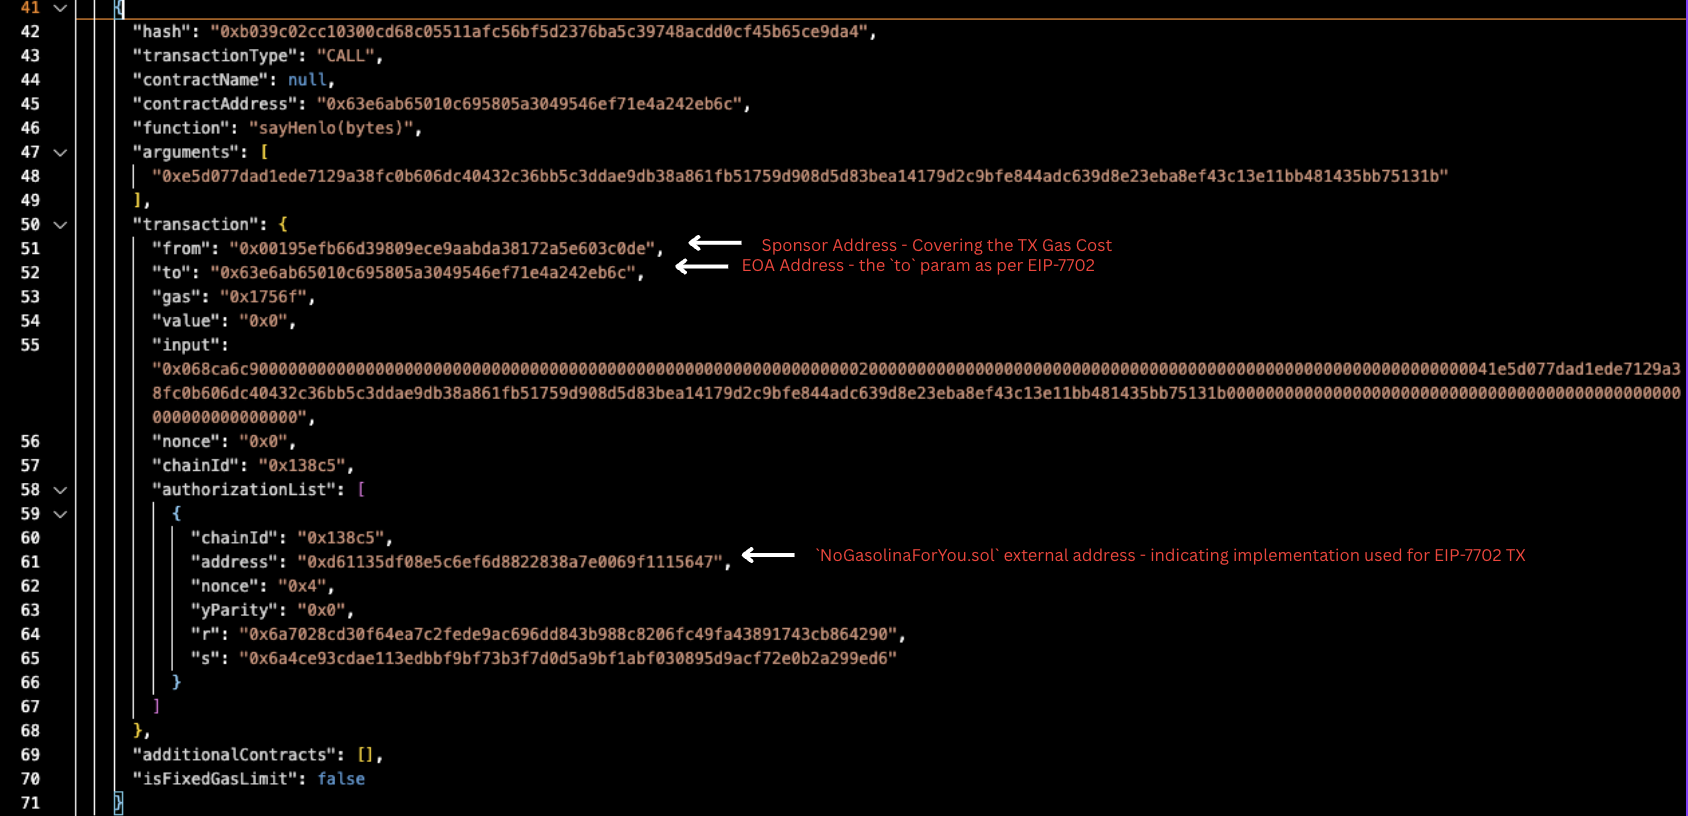 41 {
42 "hash": "0xb039c02cc10300cd68c05511afc56bf5d2376ba5c39748acdd0cf45b65ce9da4",
43 "transactionType": "CALL",
44 "contractName": null,
45 "contractAddress": "0x63e6ab65010c695805a3049546ef71e4a242eb6c",
46 "function": "sayHenlo(bytes)",
47 "arguments": [
48 "0xe5d077dad1ede7129a38fc0b606dc40432c36bb5c3ddae9db38a861fb51759d908d5d83bea14179d2c9bfe844adc639d8e23eba8ef43c13e11bb481435bb75131b"
49 ],
50 "transaction": {
51 "from": "0x00195efb66d39809ece9aabda38172a5e603c0de", Sponsor Address - Covering the TX Gas Cost
52 "to": "0x63e6ab65010c695805a3049546ef71e4a242eb6c", EOA Address - the `to` param as per EIP-7702
53 "gas": "0x1756f",
54 "value": "0x0",
55 "input":
"0x068ca6c900000000000000000000000000000000000000000000000000000000000000200000000000000000000000000000000000000000000000000000000000000041e5d077dad1ede7129a3
8fc0b606dc40432c36bb5c3ddae9db38a861fb51759d908d5d83bea14179d2c9bfe844adc639d8e23eba8ef43c13e11bb481435bb75131b00000000000000000000000000000000000000000000000
000000000000000",
56 "nonce": "0x0",
57 "chainId": "0x138c5",
58 "authorizationList": [
59 {
60 "chainId": "0x138c5",
61 "address": "0xd61135df08e5c6ef6d8822838a7e0069f1115647", `NoGasolinaForYou.sol` external address - indicating implementation used for EIP-7702 TX
62 "nonce": "0x4",
63 "yParity": "0x0",
64 "r": "0x6a7028cd30f64ea7c2fede9ac696dd843b988c8206fc49fa43891743cb864290",
65 "s": "0x6a4ce93cdae113edbbf9bf73b3f7d0d5a9bf1abf030895d9acf72e0b2a299ed6"
66 }
67 ]
68 },
69 "additionalContracts": [],
70 "isFixedGasLimit": false
71 }